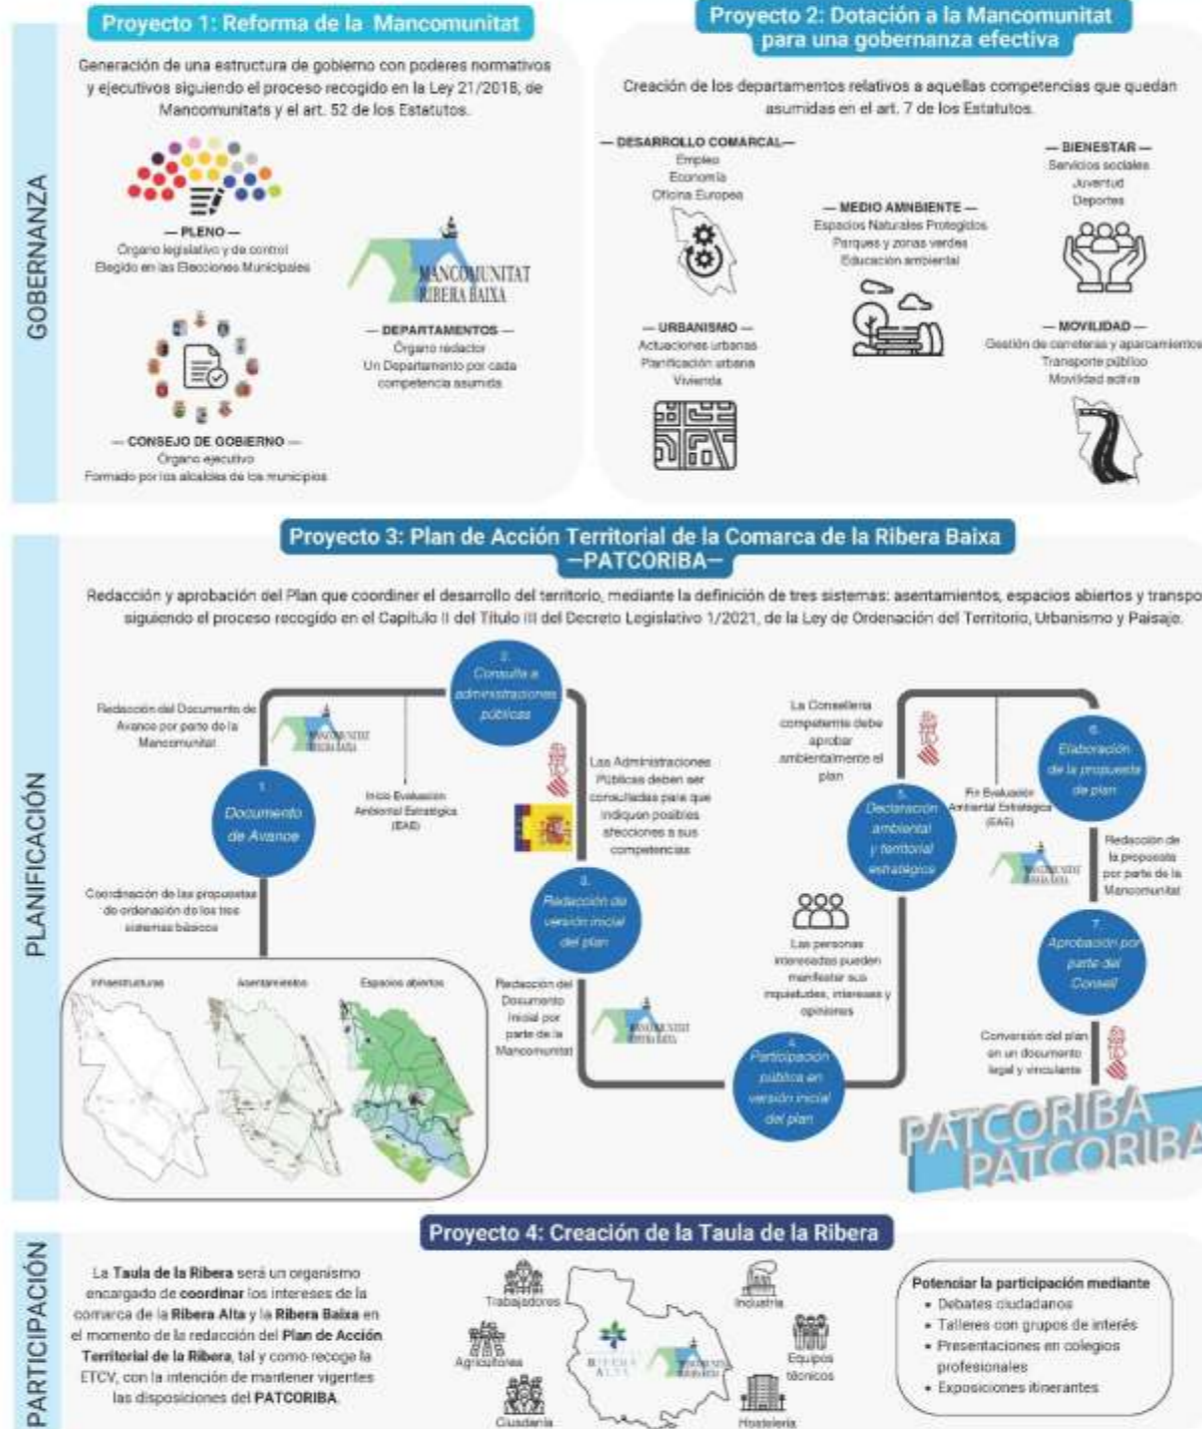 GOBERNANZA
Proyecto 1: Reforma de la Mancomunitat
Generación de una estructura de gobierno con poderes normativos
y ejecutivos siguiendo el proceso recogido en la Ley 21/2018, de
Mancomunitats y el art. 52 de los Estatutos.
— PLENO —
Órgano legislativo y de control
Elegido en las Elecciones Municipales
MANCOMUNITAT
RIBERA BAIXA
— DEPARTAMENTOS —
Órgano redactor
Un Departamento por cada
competencia asumida
— CONSEJO DE GOBIERNO —
Órgano ejecutivo
Formado por los alcaldes de los municipios
Proyecto 2: Dotación a la Mancomunitat
para una gobernanza efectiva
Creación de los departamentos relativos a aquellas competencias que quedan
asumidas en el art. 7 de los Estatutos.
— DESARROLLO COMARCAL—
Empleo
Economía
Oficina Europea
— MEDIO AMNBIENTE —
Espacios Naturales Protegidos
Parques y zonas verdes
Educación ambiental
— BIENESTAR —
Servicios sociales
Juventud
Deportes
— URBANISMO —
Actuaciones urbanas
Planificación urbana
Vivienda
— MOVILIDAD —
Gestión de carreteras y aparcamientos
Transporte público
Movilidad activa
PLANIFICACIÓN
Proyecto 3: Plan de Acción Territorial de la Comarca de la Ribera Baixa
—PATCORIBA—
Redacción y aprobación del Plan que coordiner el desarrollo del territorio, mediante la definición de tres sistemas: asentamientos, espacios abiertos y transpo
siguiendo el proceso recogido en el Capítulo II del Título III del Decreto Legislativo 1/2021, de la Ley de Ordenación del Territorio, Urbanismo y Paisaje.
Redacción del Documento de
Avance por parte de la
Mancomunitat
MANCOMUNITAT
RIBERA BAIXA
1.
Documento
de Avance
Coordinación de las propuestas
de ordenación de los tres
sistemas básicos
Infraestructuras
Asentamientos
Espacios abiertos
Inicio Evaluación
Ambiental Estratégica
(EAE)
2.
Consulta a
administraciones
públicas
Las Administraciones
Públicas deben ser
consultadas para que
indiquen posibles
afecciones a sus
competencias
3.
Redacción de
versión inicial
del plan
Redacción del
Documento
Inicial por
parte de la
Mancomunitat
MANCOMUNITAT
RIBERA BAIXA
4.
Participación
pública en
versión inicial
del plan
Las personas
interesadas pueden
manifestar sus
inquietudes, intereses y
opiniones
5.
Declaración
ambiental
y territorial
estratégica
La Conselleria
competente debe
aprobar
ambientalmente el
plan
Fin Evaluación
Ambiental Estratégica
(EAE)
6.
Elaboración
de la propuesta
de plan
MANCOMUNITAT
RIBERA BAIXA
Redacción de
la propuesta
por parte de la
Mancomunitat
7.
Aprobación por
parte del
Consell
Conversión del plan
en un documento
legal y vinculante
PATCORIBA
PATCORIBA
PARTICIPACIÓN
Proyecto 4: Creación de la Taula de la Ribera
La Taula de la Ribera será un organismo
encargado de coordinar los intereses de la
comarca de la Ribera Alta y la Ribera Baixa en
el momento de la redacción del Plan de Acción
Territorial de la Ribera, tal y como recoge la
ETCV, con la intención de mantener vigentes
las disposiciones del PATCORIBA.
Trabajadores
Agricultores
Ciudadanía
RIBERA
ALTA
MANCOMUNITAT
RIBERA BAIXA
Industria
Equipos
técnicos
Hostelería
Potenciar la participación mediante
• Debates ciudadanos
• Talleres con grupos de interés
• Presentaciones en colegios
profesionales
• Exposiciones itinerantes